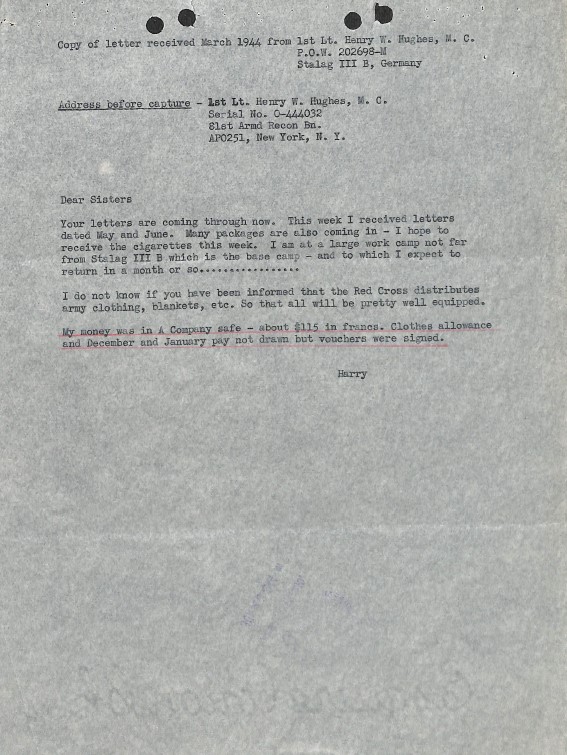 Copy of letter received March 1944 from 1st Lt. Henry W. Hughes, M. C.
P.O.W. 202698-M
Stalag III B, Germany
Address before capture - 1st Lt. Henry W. Hughes, M. C.
Serial No. O-444032
81st Armd Recon Bn.
APO251, New York, N. Y.
Dear Sisters
Your letters are coming through now.  This week I received letters
dated May and June.  Many packages are also coming in - I hope to
receive the cigarettes this week.  I am at a large work camp not far
from Stalag III B which is the base camp - and to which I expect to
return in a month or so.................
I do not know if you have been informed that the Red Cross distributes
army clothing, blankets, etc. So that all will be pretty well equipped.
My money was in A Company safe - about $115 in francs. Clothes allowance
and December and January pay not drawn but vouchers were signed.
Harry